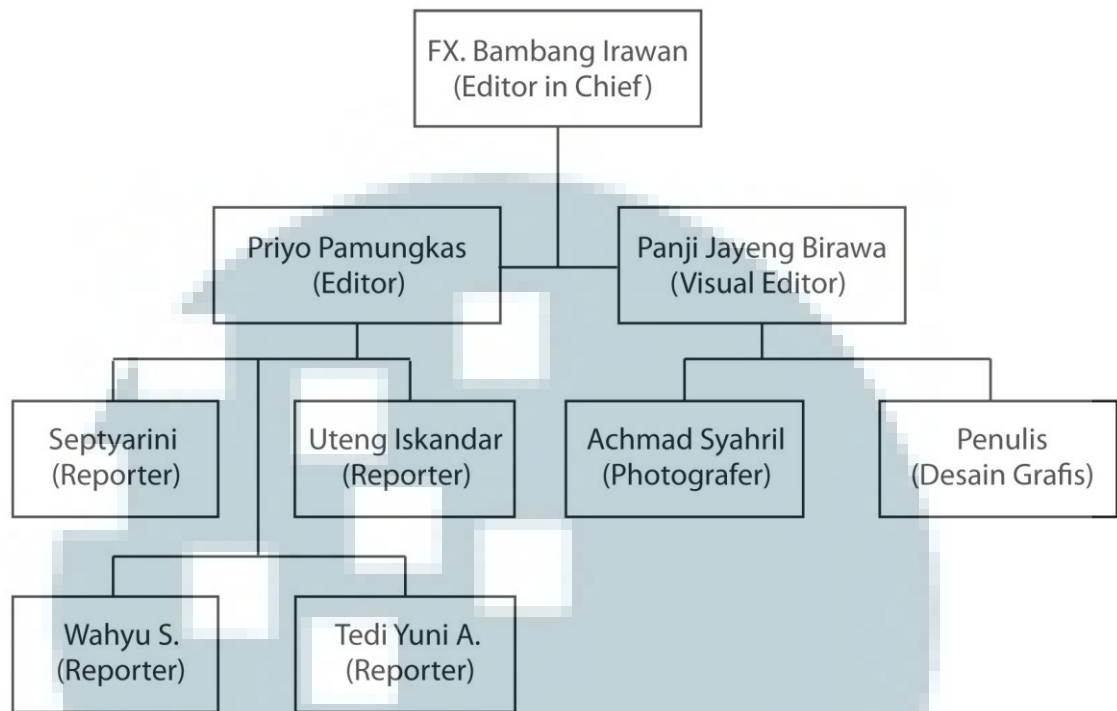 FX. Bambang Irawan
(Editor in Chief)
Priyo Pamungkas
(Editor)
Panji Jayeng Birawa
(Visual Editor)
Septyarini
(Reporter)
Uteng Iskandar
(Reporter)
Achmad Syahril
(Photografer)
Penulis
(Desain Grafis)
Wahyu S.
(Reporter)
Tedi Yuni A.
(Reporter)